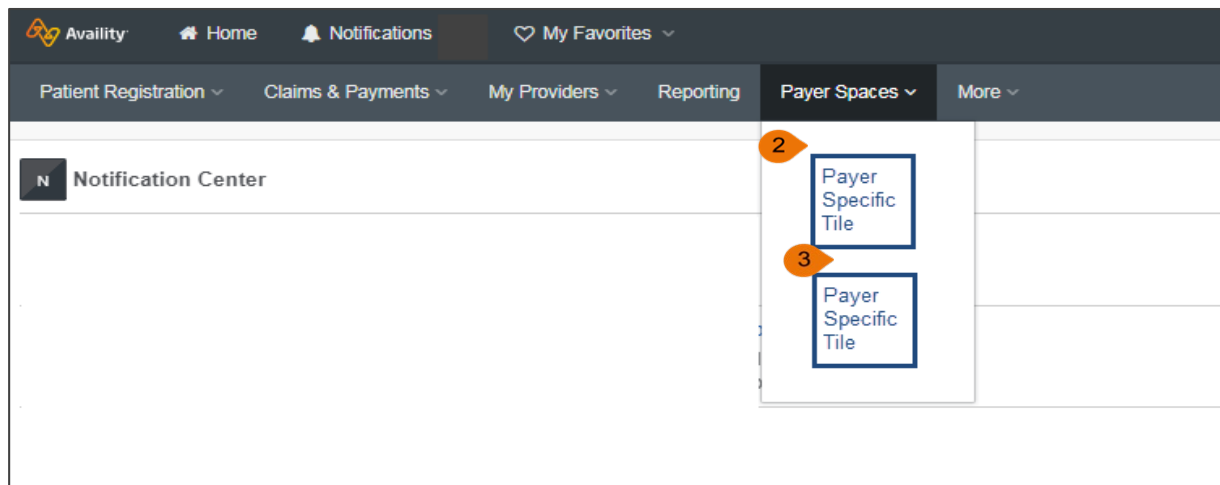 Availity Home Notifications My Favorites
Patient Registration Claims & Payments My Providers Reporting Payer Spaces More
N Notification Center
2
Payer
Specific
Tile
3
Payer
Specific
Tile